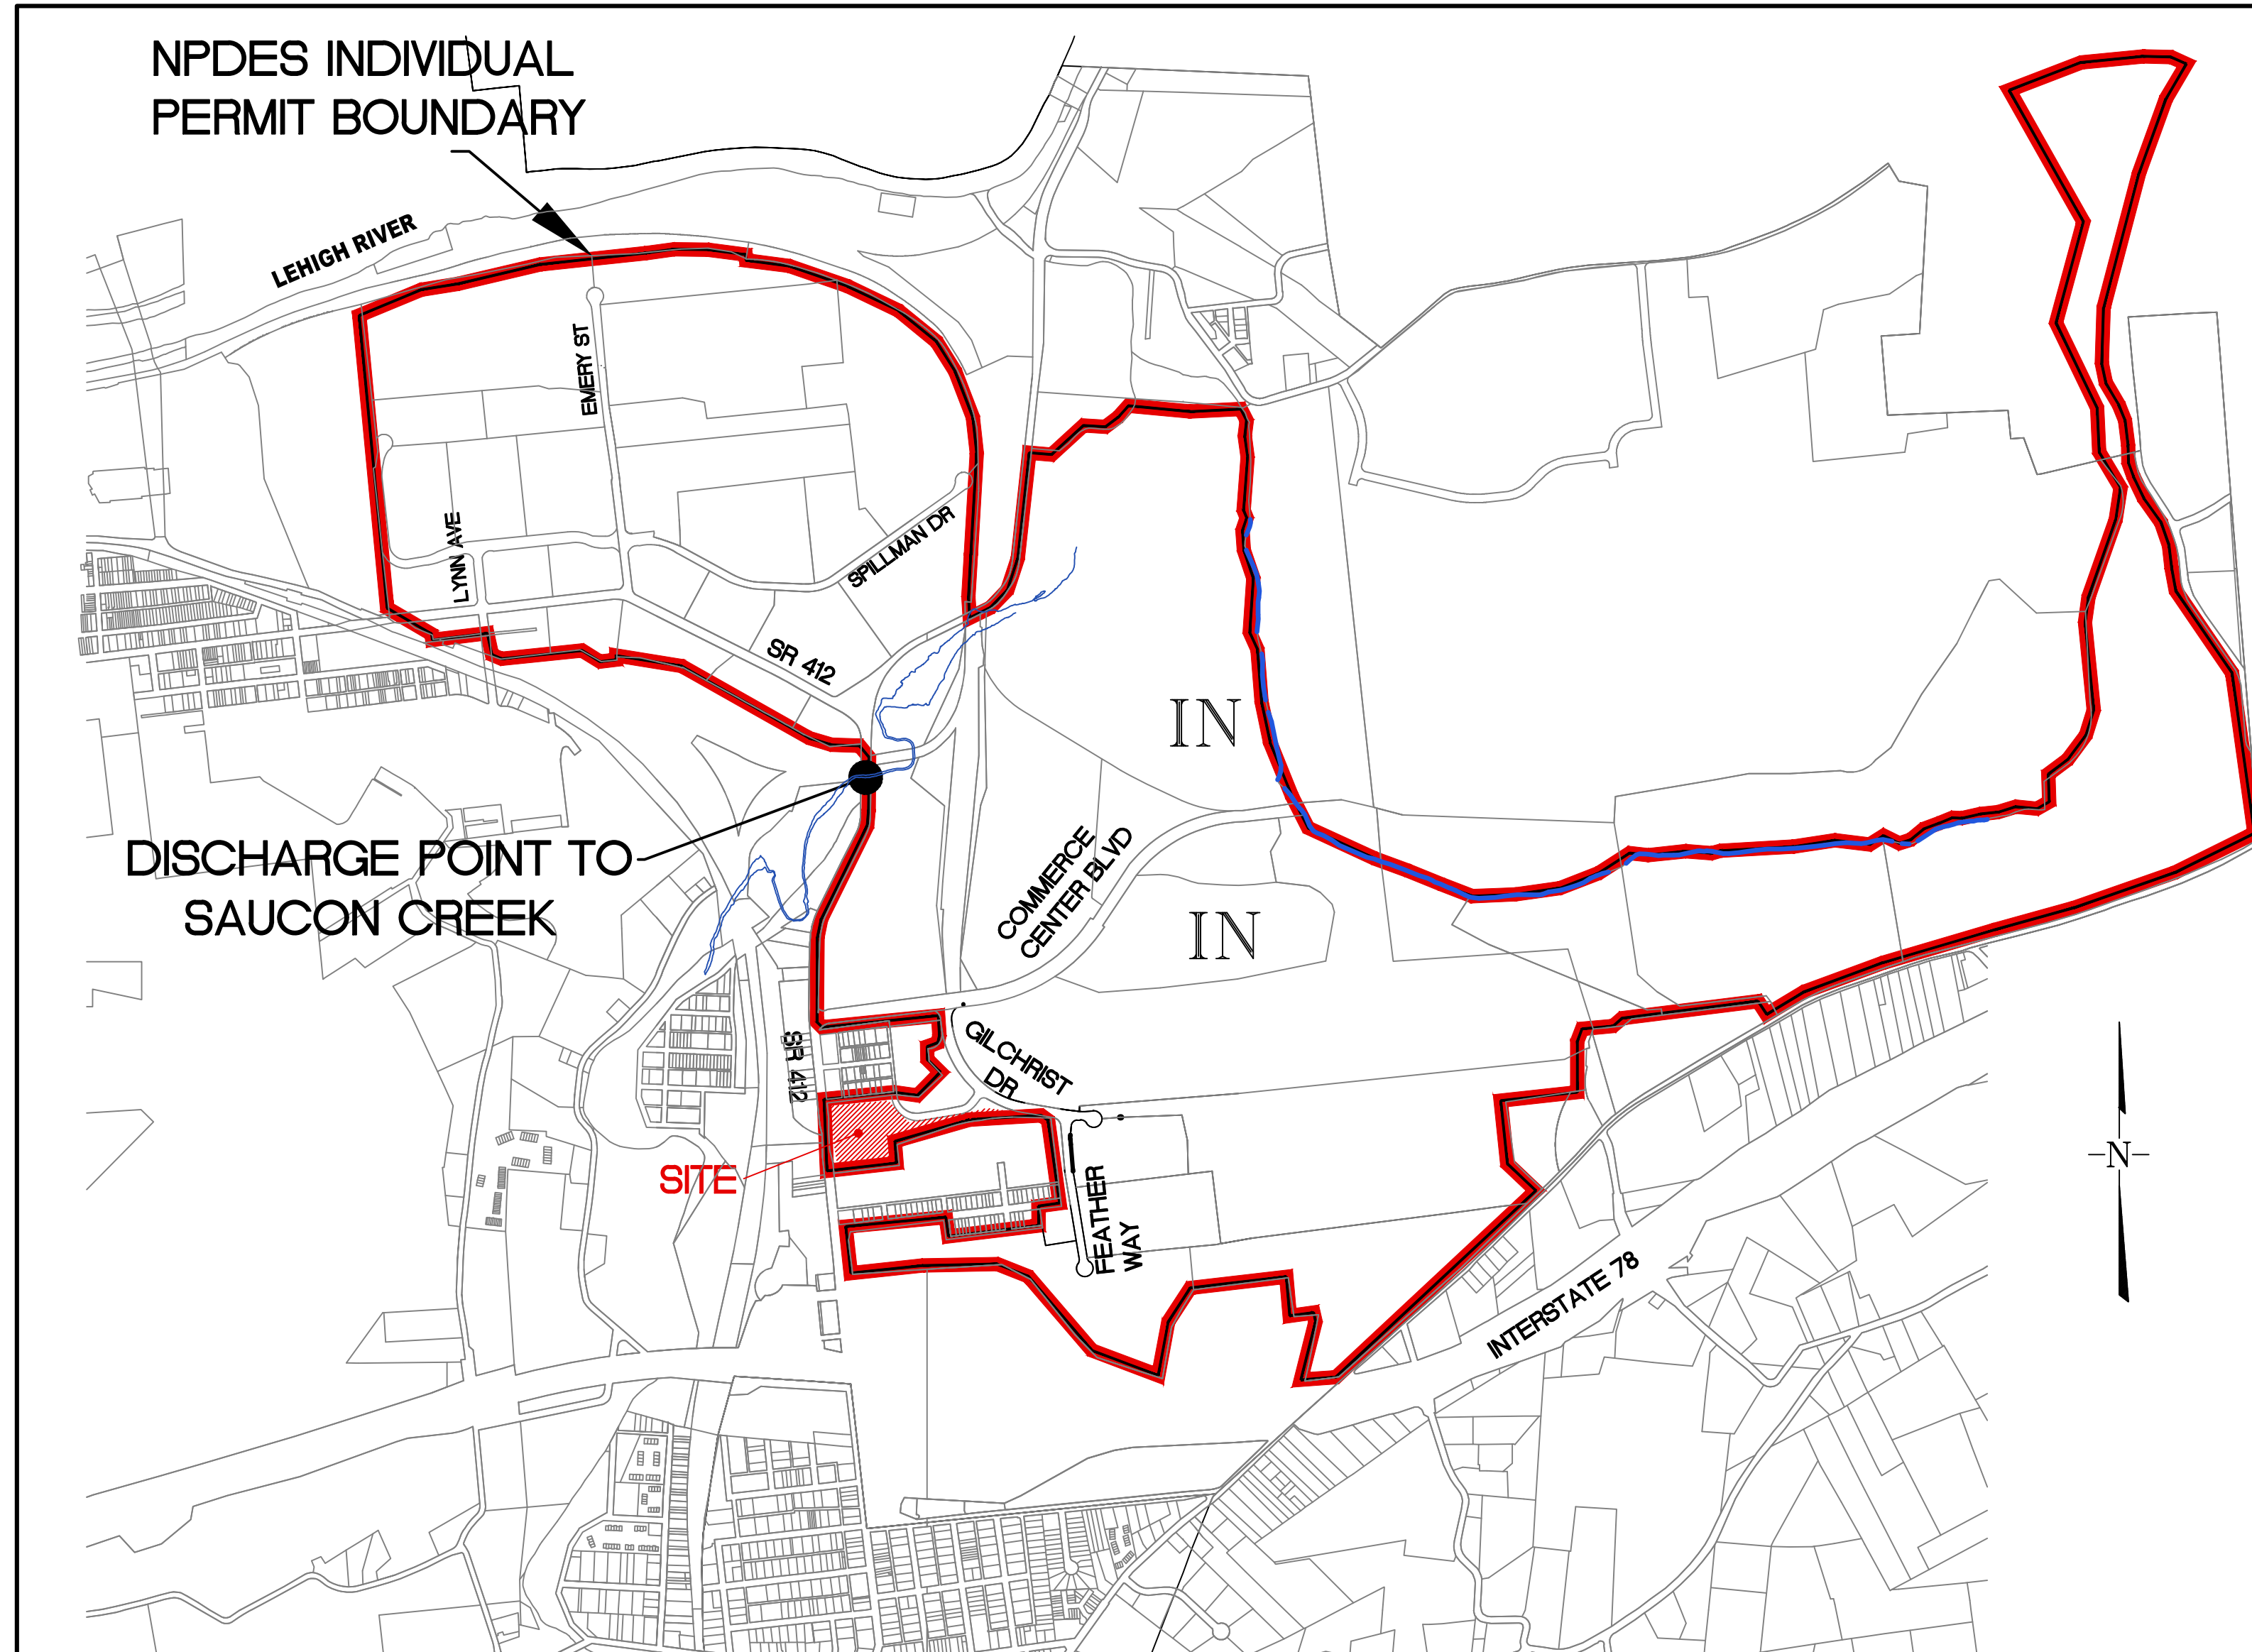 NPDES INDIVIDUAL
PERMIT BOUNDARY
LEHIGH RIVER
EMERY ST
LYNN AVE
SPILLMAN DR
SR 412
IN
DISCHARGE POINT TO
SAUCON CREEK
COMMERCE
CENTER BLVD
IN
GILCHRIST
DR
SR 412
SITE
FEATHER
WAY
INTERSTATE 78
N